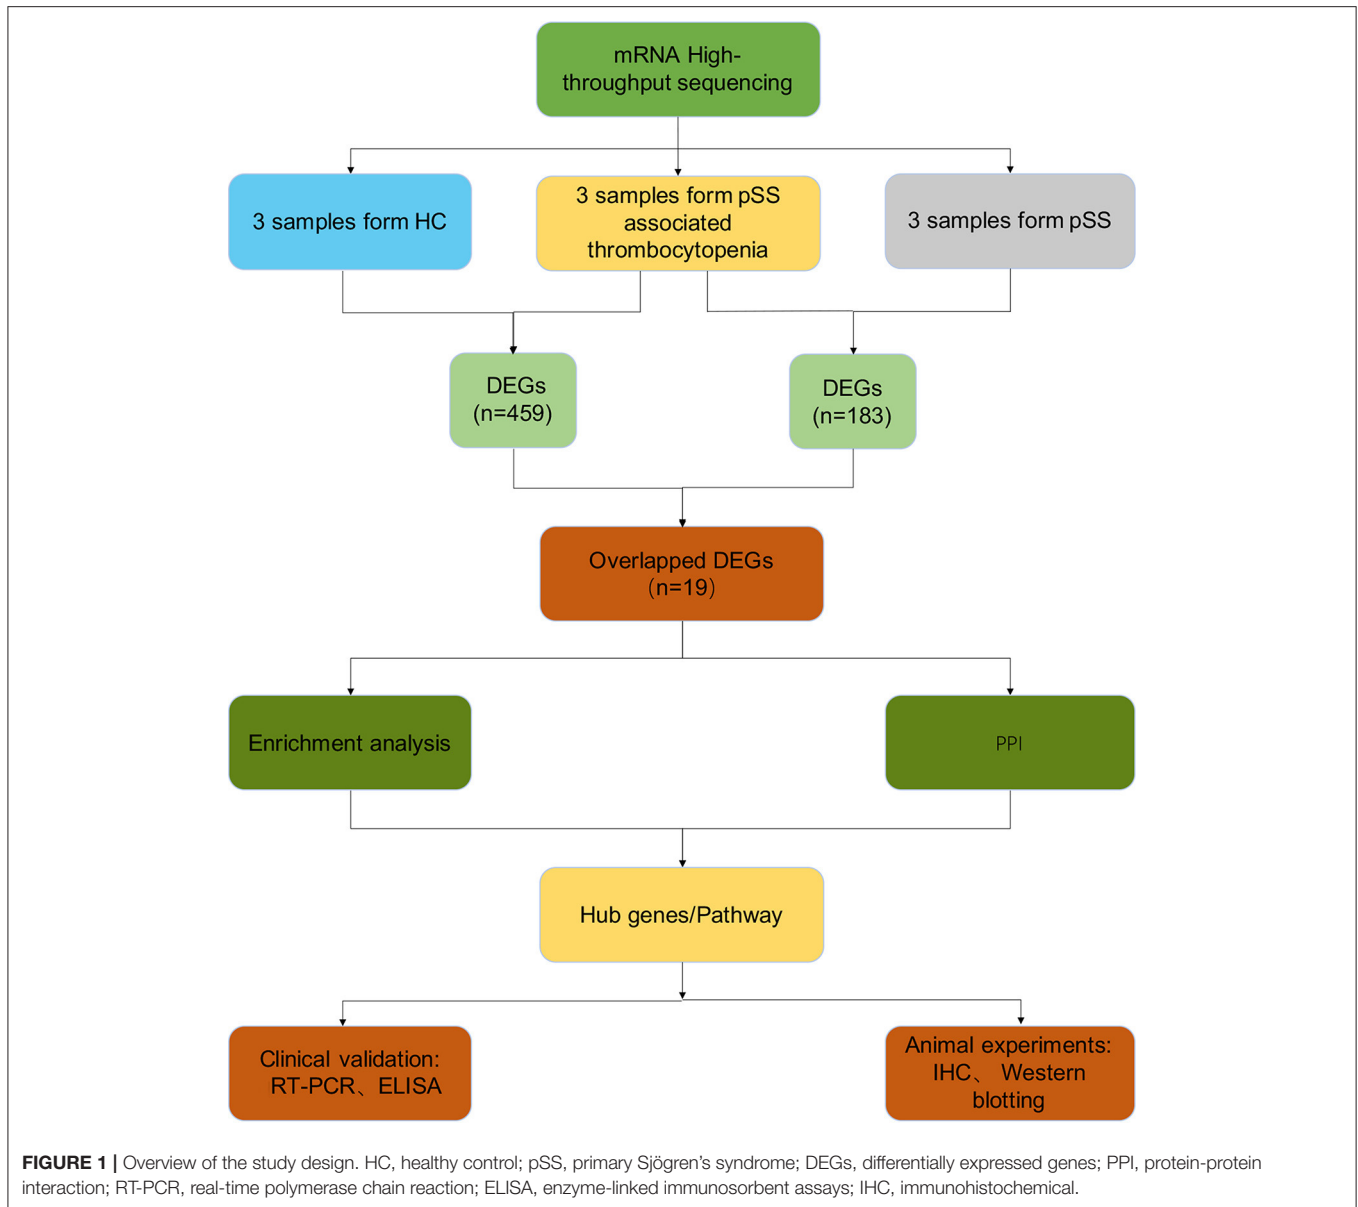 mRNA High-
throughput sequencing
3 samples form HC
3 samples form pSS
associated
thrombocytopenia
3 samples form pSS
DEGs
(n=459)
DEGs
(n=183)
Overlapped DEGs
(n=19）
Enrichment analysis
PPI
Hub genes/Pathway
Clinical validation:
RT-PCR、ELISA
Animal experiments:
IHC、 Western
blotting
FIGURE 1 | Overview of the study design. HC, healthy control; pSS, primary Sjögren’s syndrome; DEGs, differentially expressed genes; PPI, protein-protein
interaction; RT-PCR, real-time polymerase chain reaction; ELISA, enzyme-linked immunosorbent assays; IHC, immunohistochemical.